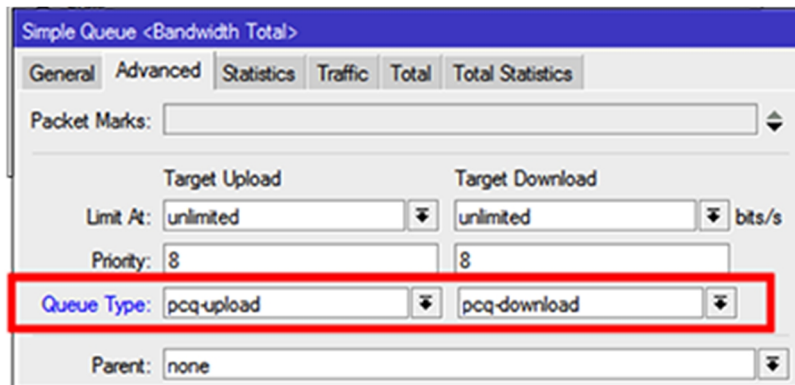 Simple Queue <Bandwidth Total>
General Advanced Statistics Traffic Total Total Statistics
Packet Marks:
Target Upload Target Download
Limit At: unlimited unlimited bits/s
Priority: 8 8
Queue Type: pcq-upload pcq-download
Parent: none